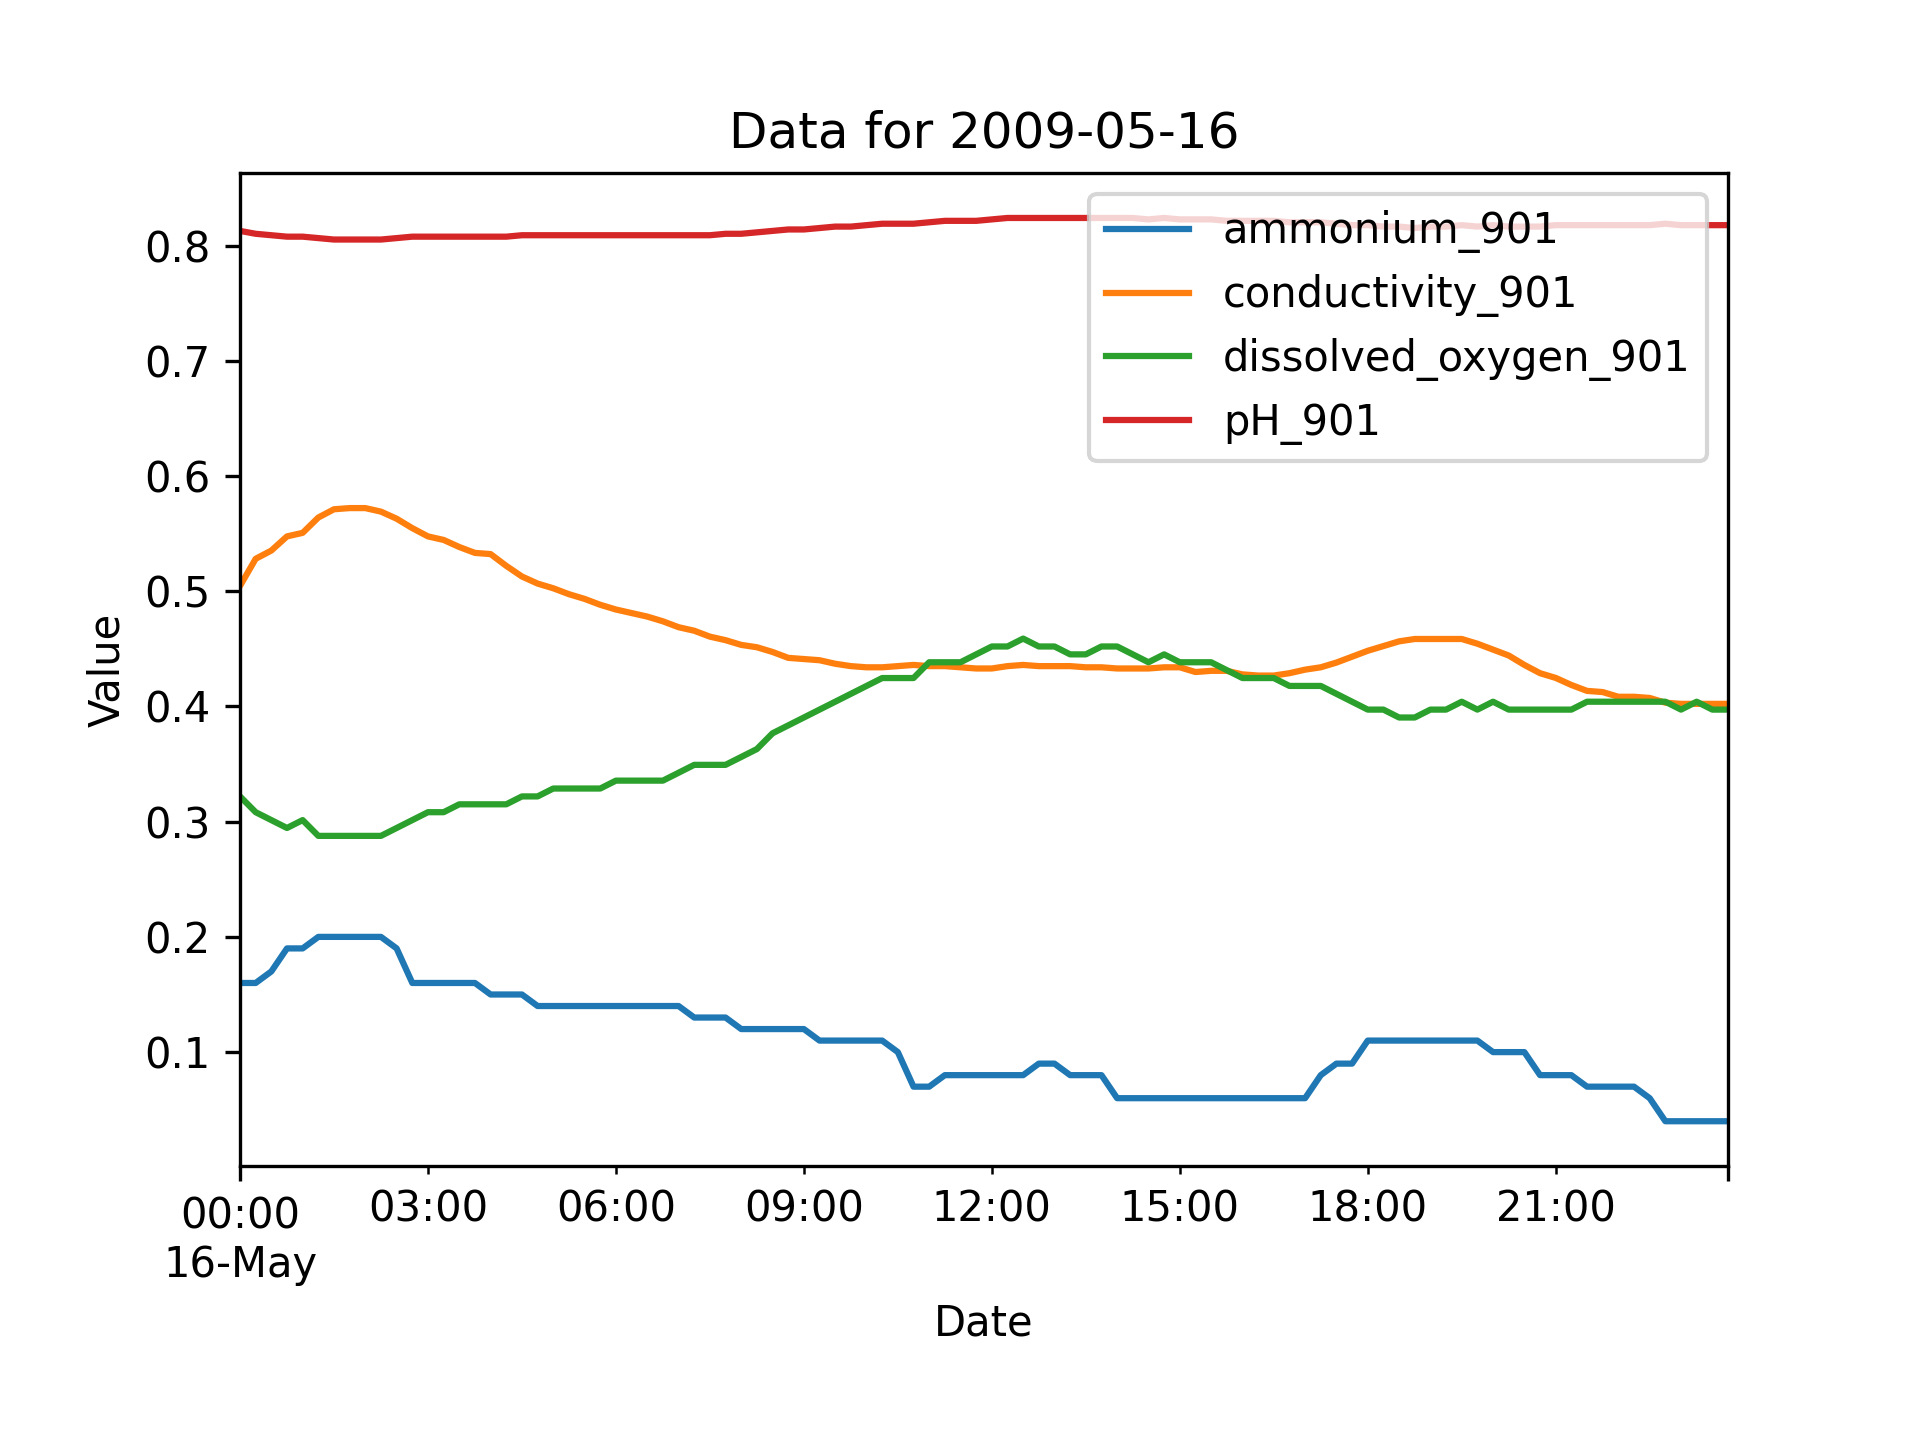 Data for 2009-05-16
ammonium_901
conductivity_901
dissolved_oxygen_901
pH_901
Value
0.8
0.7
0.6
0.5
0.4
0.3
0.2
0.1
00:00 03:00 06:00 09:00 12:00 15:00 18:00 21:00
16-May
Date